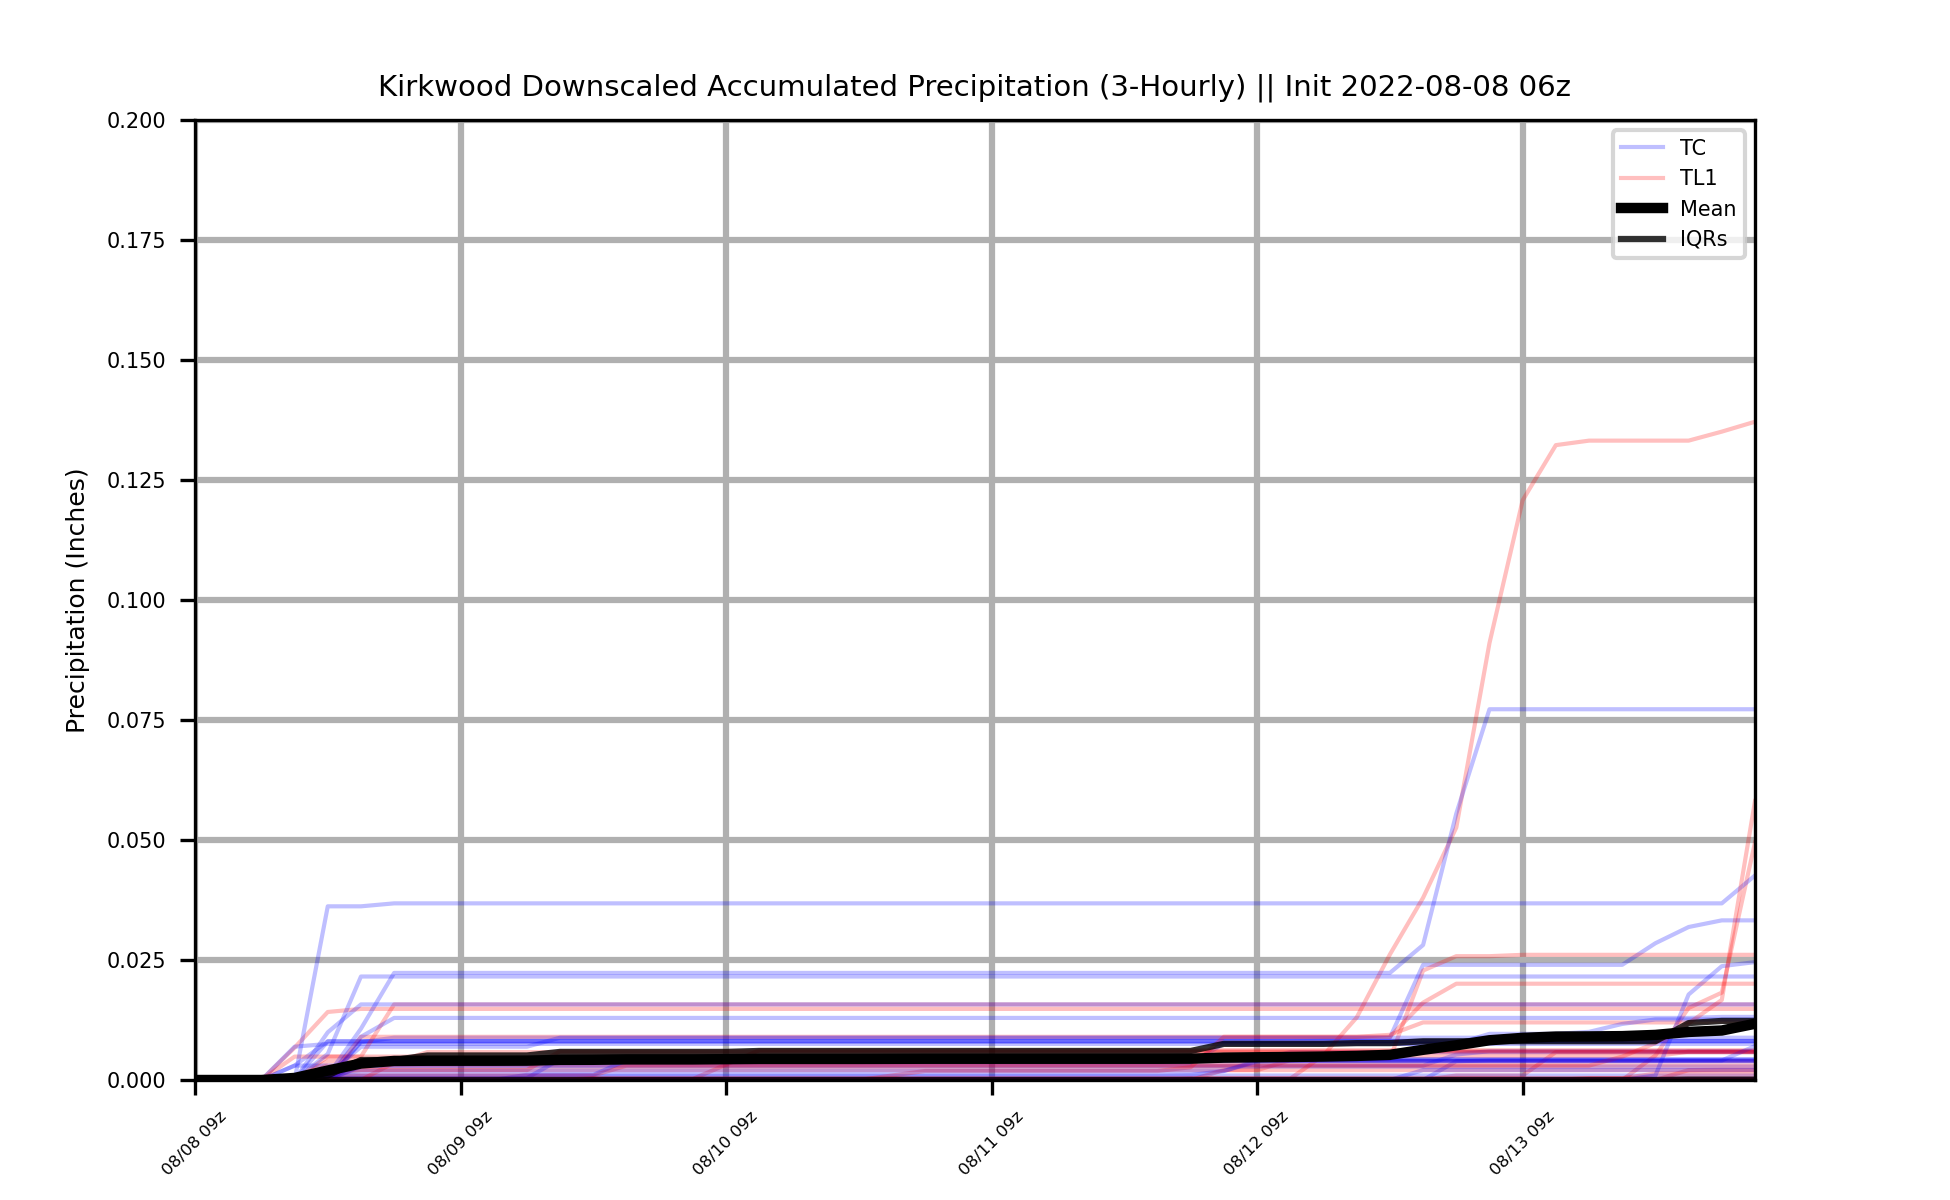 Kirkwood Downscaled Accumulated Precipitation (3-Hourly) || Init 2022-08-08 06z
0.200
0.175
0.150
0.125
0.100
0.075
0.050
0.025
0.000
Precipitation (Inches)
TC
TL1
Mean
IQRs
08/08 09z
08/09 09z
08/10 09z
08/11 09z
08/12 09z
08/13 09z